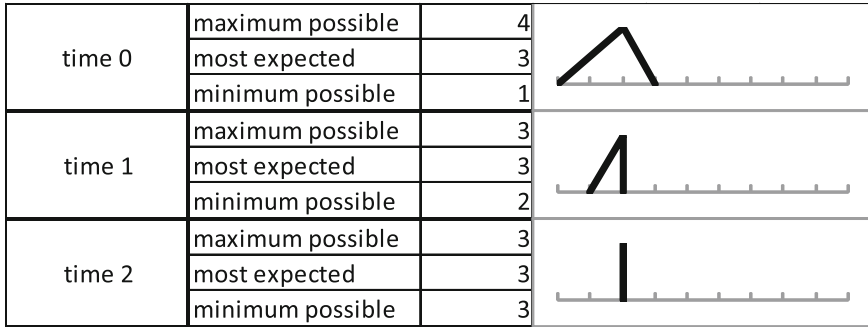 maximum possible 4
time 0 most expected 3
minimum possible 1
maximum possible 3
time 1 most expected 3
minimum possible 2
maximum possible 3
time 2 most expected 3
minimum possible 3